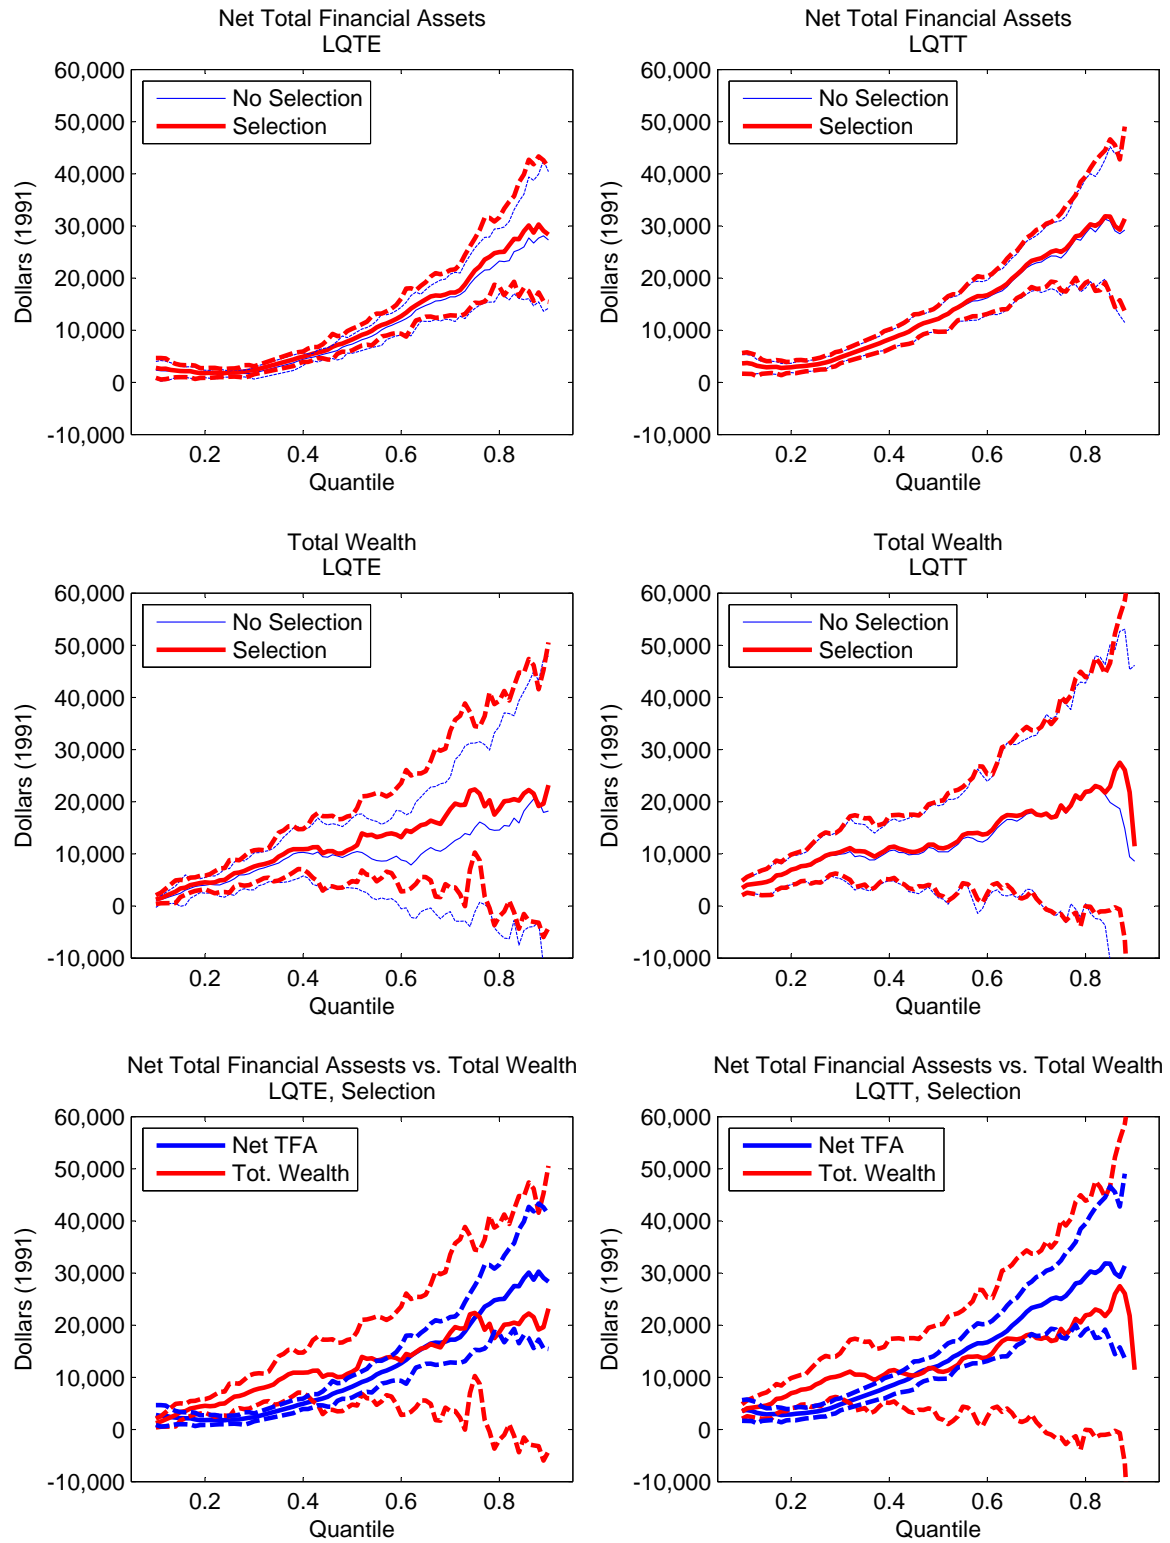 Net Total Financial Assets
LQTE
60,000
50,000
40,000
30,000
20,000
10,000
0
-10,000
Dollars (1991)
No Selection
Selection
0.2 0.4 0.6 0.8
Quantile
Net Total Financial Assets
LQTT
60,000
50,000
40,000
30,000
20,000
10,000
0
-10,000
Dollars (1991)
No Selection
Selection
0.2 0.4 0.6 0.8
Quantile
Total Wealth
LQTE
60,000
50,000
40,000
30,000
20,000
10,000
0
-10,000
Dollars (1991)
No Selection
Selection
0.2 0.4 0.6 0.8
Quantile
Total Wealth
LQTT
60,000
50,000
40,000
30,000
20,000
10,000
0
-10,000
Dollars (1991)
No Selection
Selection
0.2 0.4 0.6 0.8
Quantile
Net Total Financial Assests vs. Total Wealth
LQTE, Selection
60,000
50,000
40,000
30,000
20,000
10,000
0
-10,000
Dollars (1991)
Net TFA
Tot. Wealth
0.2 0.4 0.6 0.8
Quantile
Net Total Financial Assests vs. Total Wealth
LQTT, Selection
60,000
50,000
40,000
30,000
20,000
10,000
0
-10,000
Dollars (1991)
Net TFA
Tot. Wealth
0.2 0.4 0.6 0.8
Quantile